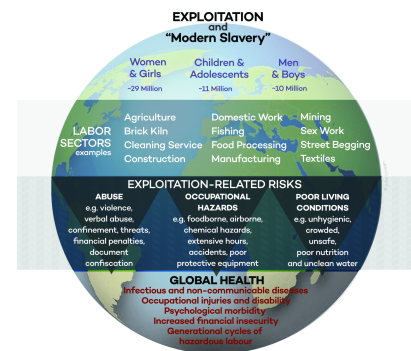 EXPLOITATION
and
“Modern Slavery”
Women
& Girls
~29 Million
Children &
Adolescents
~11 Million
Men
& Boys
~10 Million
LABOR
SECTORS
examples
Agriculture
Brick Kiln
Cleaning Service
Construction
Domestic Work
Fishing
Food Processing
Manufacturing
Mining
Sex Work
Street Begging
Textiles
EXPLOITATION-RELATED RISKS
ABUSE
e.g. violence,
verbal abuse,
confinement, threats,
financial penalties,
document
confiscation
OCCUPATIONAL
HAZARDS
e.g. foodborne, airborne,
chemical hazards,
extensive hours,
accidents, poor
protective equipment
POOR LIVING
CONDITIONS
e.g. unhygienic,
crowded,
unsafe,
poor nutrition
and unclean water
GLOBAL HEALTH
Infectious and non-communicable diseases
Occupational injuries and disability
Psychological morbidity
Increased financial insecurity
Generational cycles of
hazardous labour